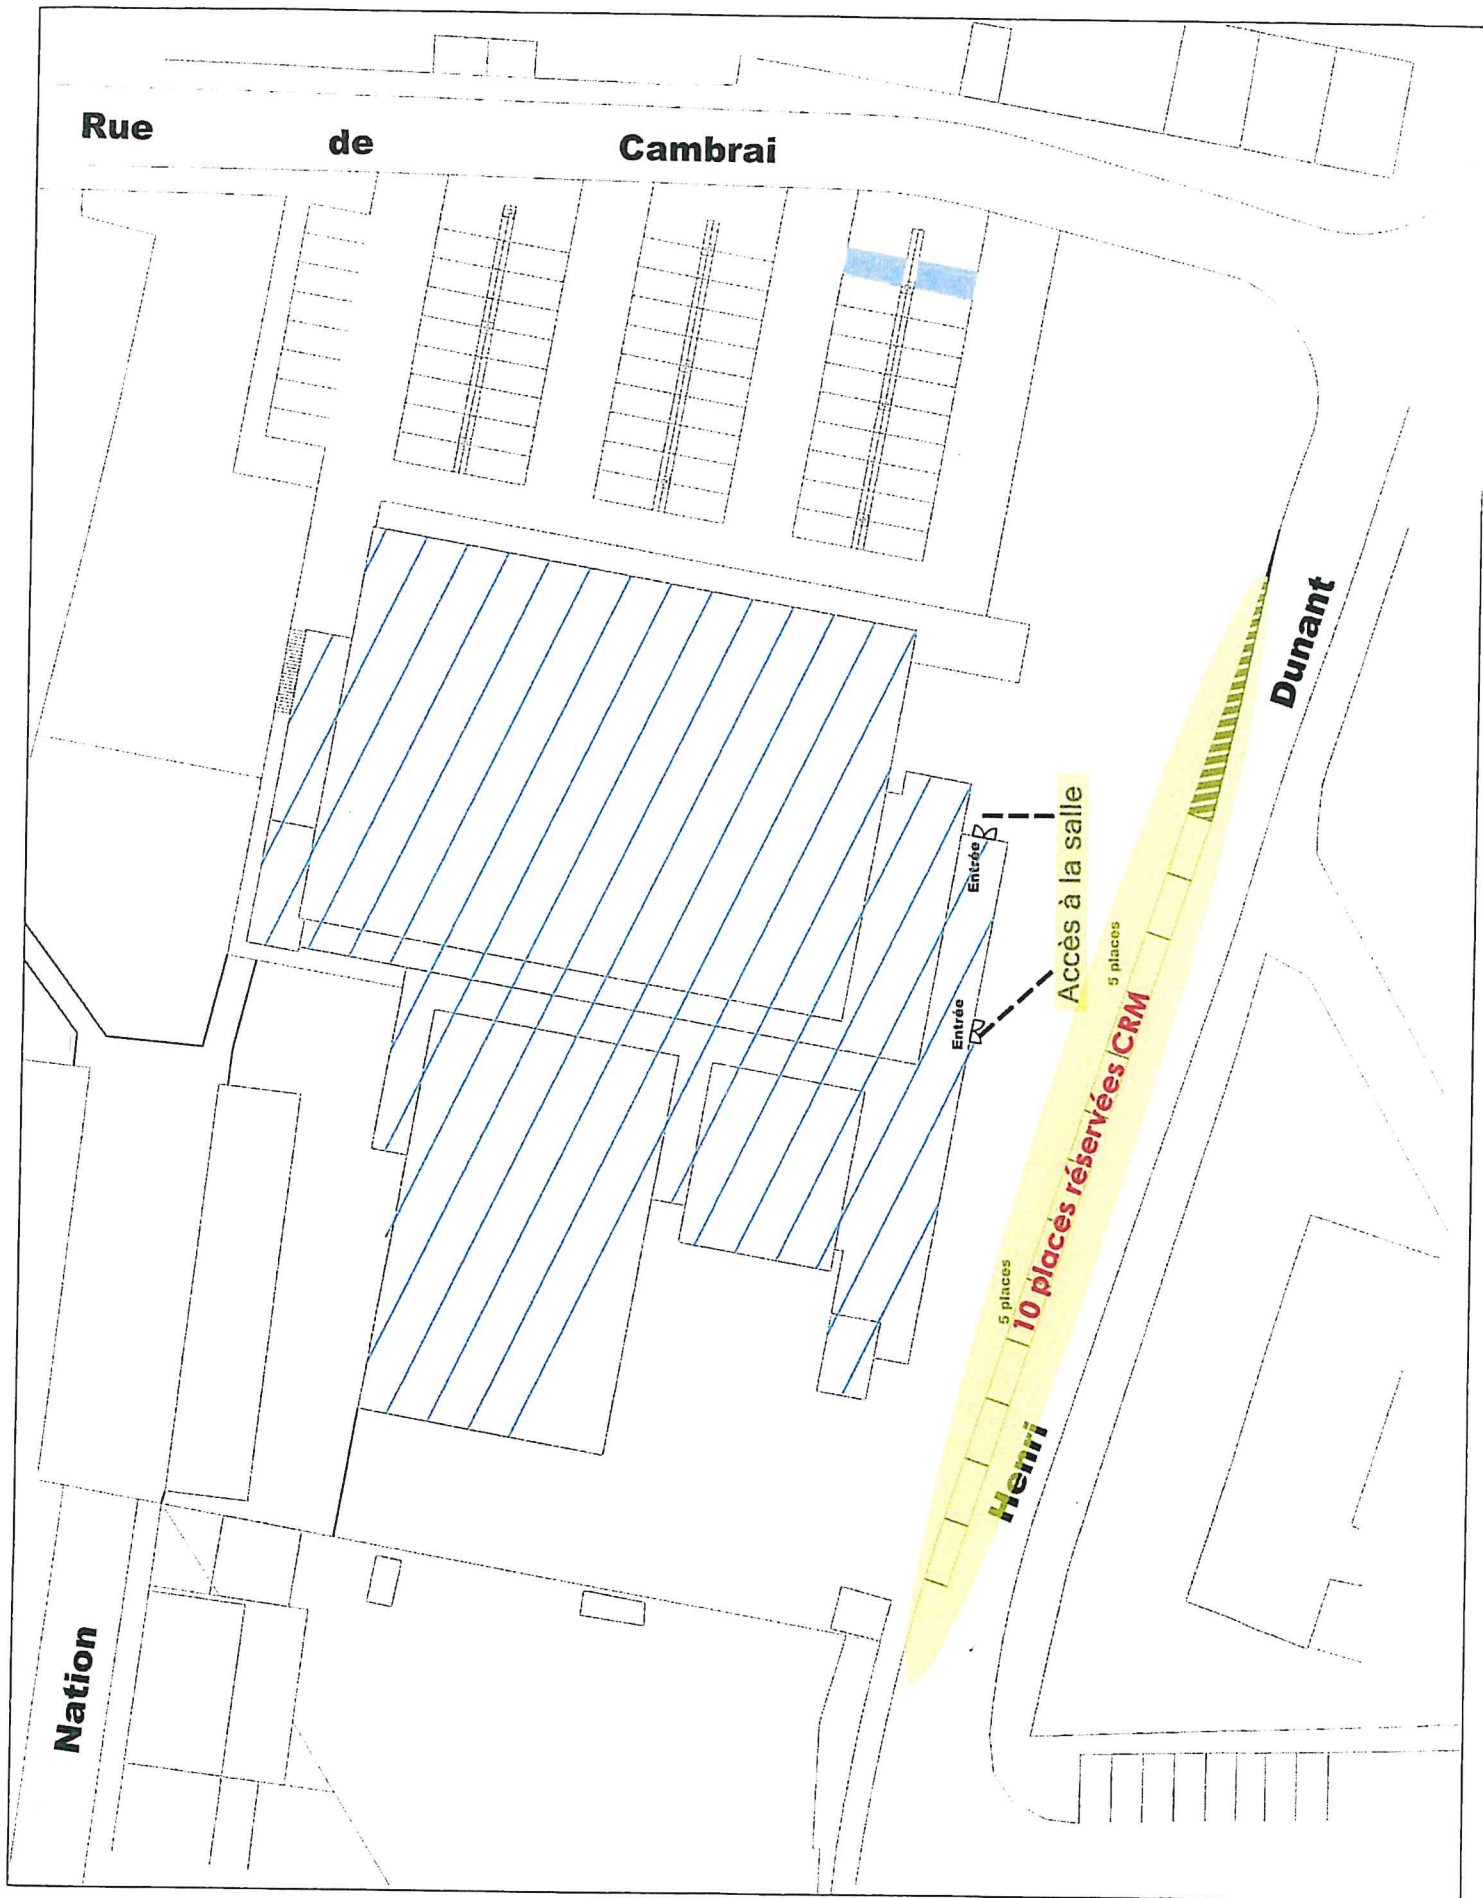 Rue de Cambrai
Dunant
Entrée
Accès à la salle
Entrée
5 places
10 places réservées CRM
5 places
Henri
Nation